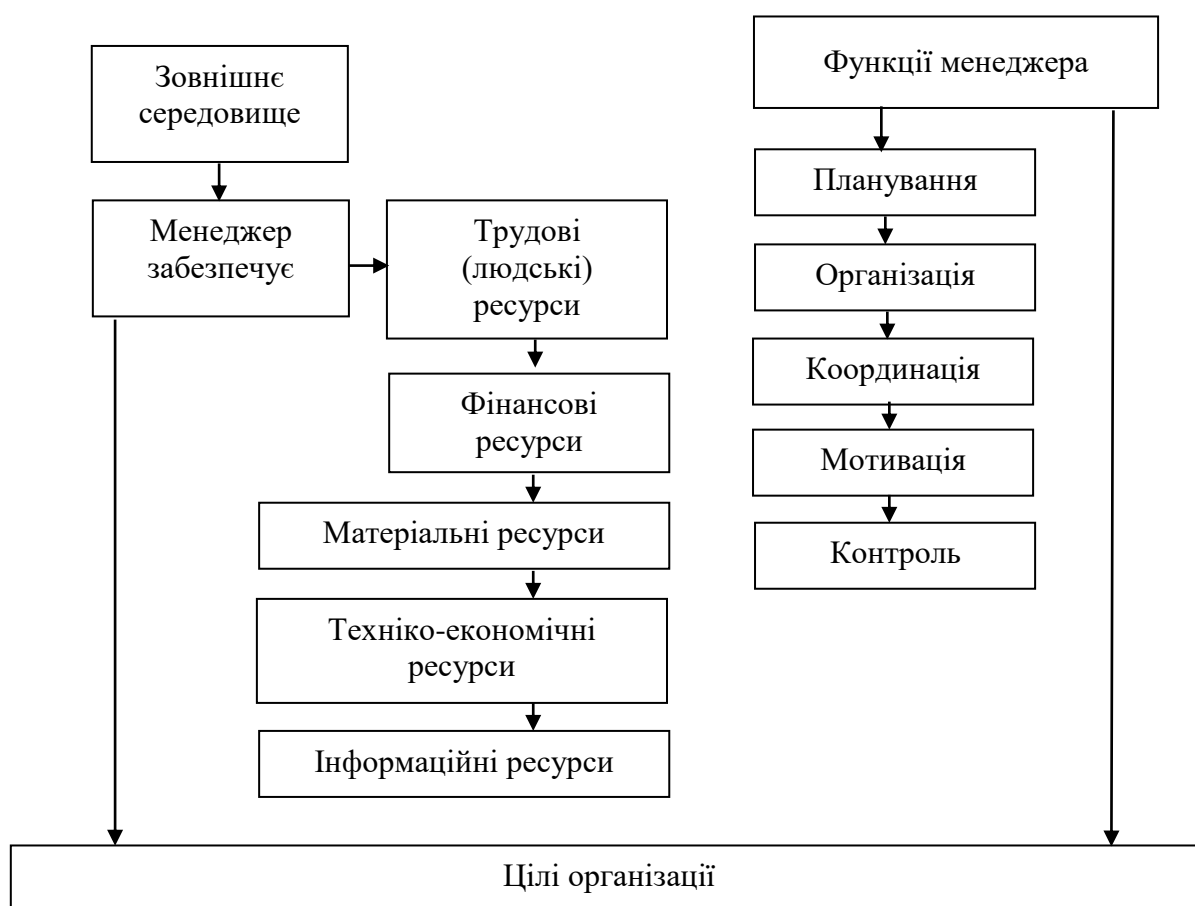 Зовнішнє
середовище
Менеджер
забезпечує
Трудові
(людські)
ресурси
Фінансові
ресурси
Матеріальні ресурси
Техніко-економічні
ресурси
Інформаційні ресурси
Функції менеджера
Планування
Організація
Координація
Мотивація
Контроль
Цілі організації